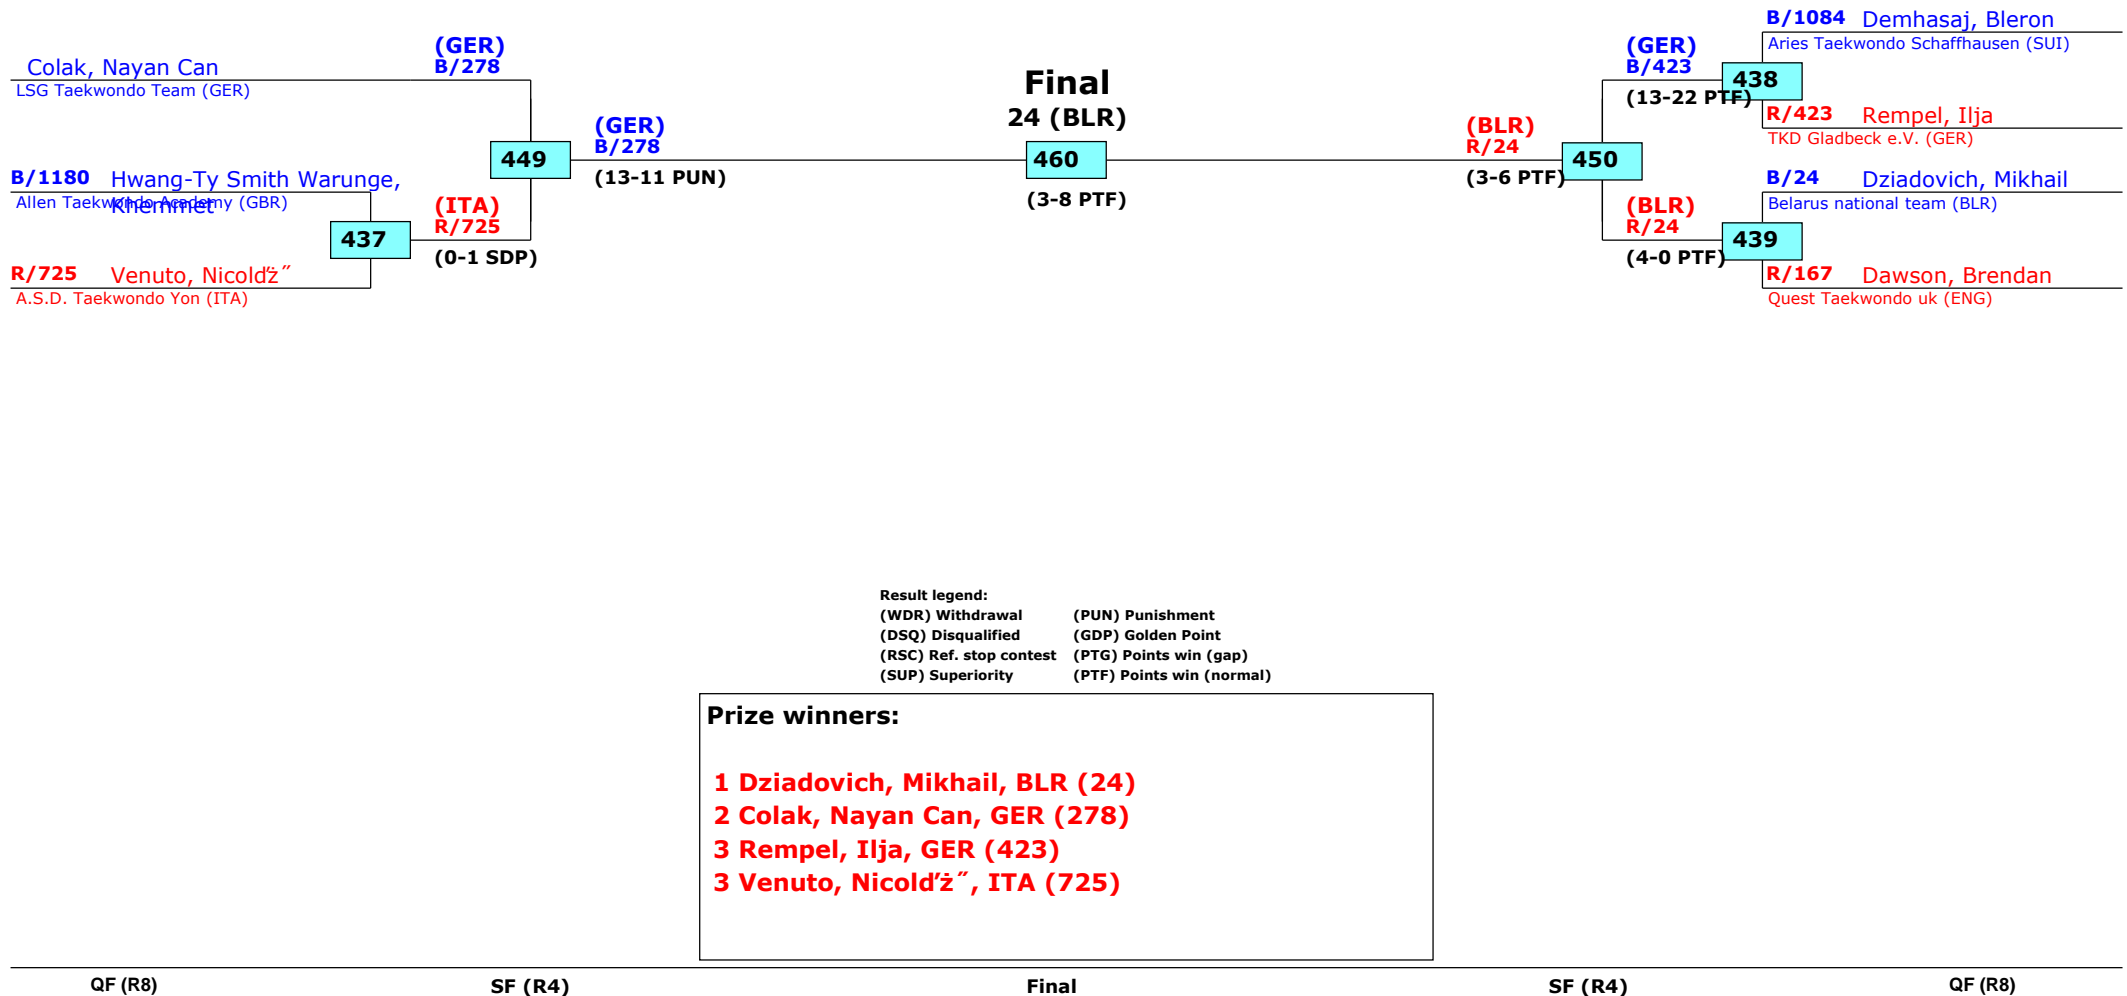 Colak, Nayan Can
LSG Taekwondo Team (GER)
(GER)
B/278
B/1180 Hwang-Ty Smith Warunge, Khemmet
Allen Taekwondo Academy (GBR)
437
R/725 Venuto, Nicolďż˝
A.S.D. Taekwondo Yon (ITA)
(ITA)
R/725
(0-1 SDP)
449
(GER)
B/278
(13-11 PUN)
Final
24 (BLR)
460
(3-8 PTF)
(BLR)
R/24
(3-6 PTF)
450
(GER)
B/423
(13-22 PTF)
438
B/1084 Demhasaj, Bleron
Aries Taekwondo Schaffhausen (SUI)
R/423 Rempel, Ilja
TKD Gladbeck e.V. (GER)
(BLR)
R/24
(4-0 PTF)
439
B/24 Dziadovich, Mikhail
Belarus national team (BLR)
R/167 Dawson, Brendan
Quest Taekwondo uk (ENG)
Result legend:
(WDR) Withdrawal (PUN) Punishment
(DSQ) Disqualified (GDP) Golden Point
(RSC) Ref. stop contest (PTG) Points win (gap)
(SUP) Superiority (PTF) Points win (normal)
Prize winners:
1 Dziadovich, Mikhail, BLR (24)
2 Colak, Nayan Can, GER (278)
3 Rempel, Ilja, GER (423)
3 Venuto, Nicolďż˝, ITA (725)
QF (R8) SF (R4) Final SF (R4) QF (R8)